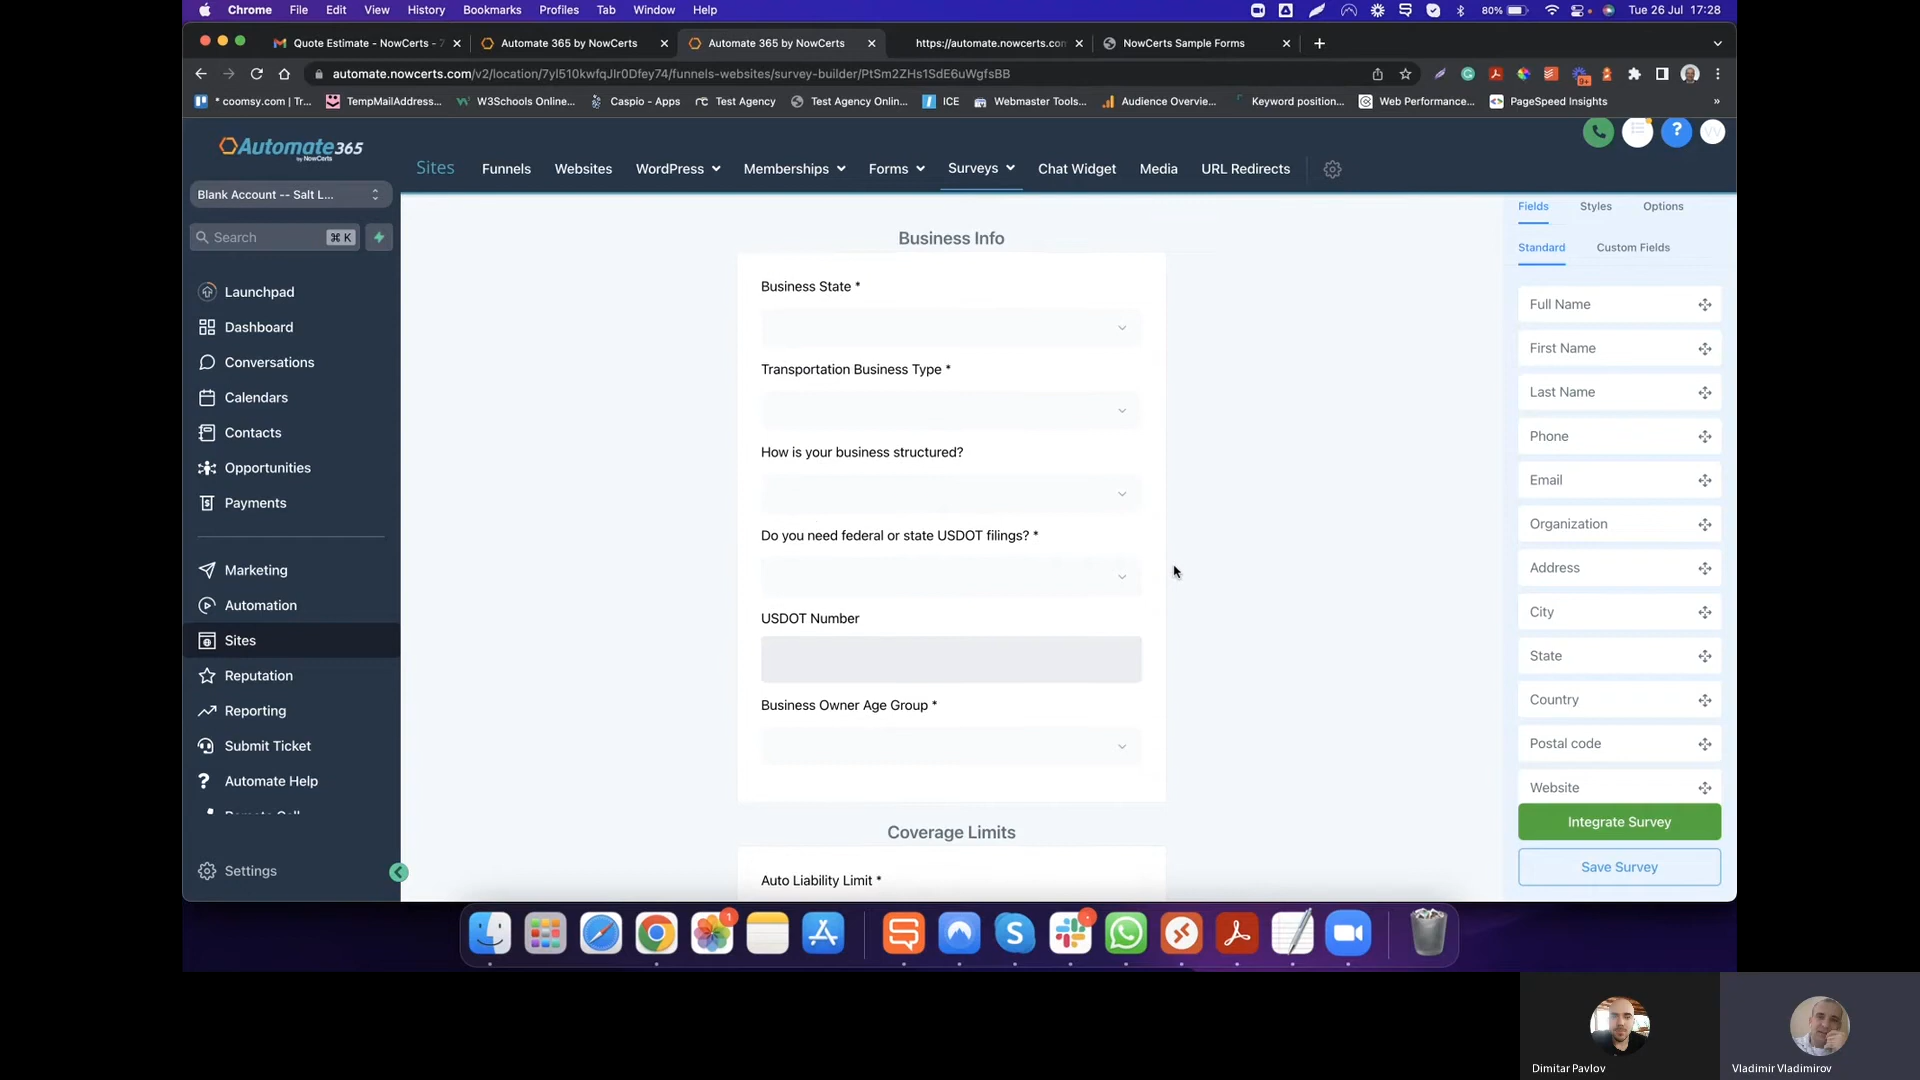 Chrome File Edit View History Bookmarks Profiles Tab Window Help
80% Tue 26 Jul 17:28
Quote Estimate - NowCerts - 7
Automate 365 by NowCerts
Automate 365 by NowCerts
https://automate.nowcerts.com
NowCerts Sample Forms
automate.nowcerts.com/v2/location/7yI510kwfqJIr0Dfey74/funnels-websites/survey-builder/PtSm2ZHs1SdE6uWgfsBB
9+
* coomsy.com | Tr...
TempMailAddress...
W3Schools Online...
Caspio - Apps
Test Agency
Test Agency Onlin...
ICE
Webmaster Tools...
Audience Overvie...
Keyword position...
Web Performance...
PageSpeed Insights
»
Automate365
by NowCerts
Sites Funnels Websites WordPress Memberships Forms Surveys Chat Widget Media URL Redirects
Blank Account -- Salt L...
Search ⌘ K
Launchpad
Dashboard
Conversations
Calendars
Contacts
Opportunities
Payments
Marketing
Automation
Sites
Reputation
Reporting
Submit Ticket
Automate Help
Settings
Business Info
Business State *
Transportation Business Type *
How is your business structured?
Do you need federal or state USDOT filings? *
USDOT Number
Business Owner Age Group *
Coverage Limits
Auto Liability Limit *
Fields Styles Options
Standard Custom Fields
Full Name
First Name
Last Name
Phone
Email
Organization
Address
City
State
Country
Postal code
Website
Integrate Survey
Save Survey
1
Dimitar Pavlov
Vladimir Vladimirov